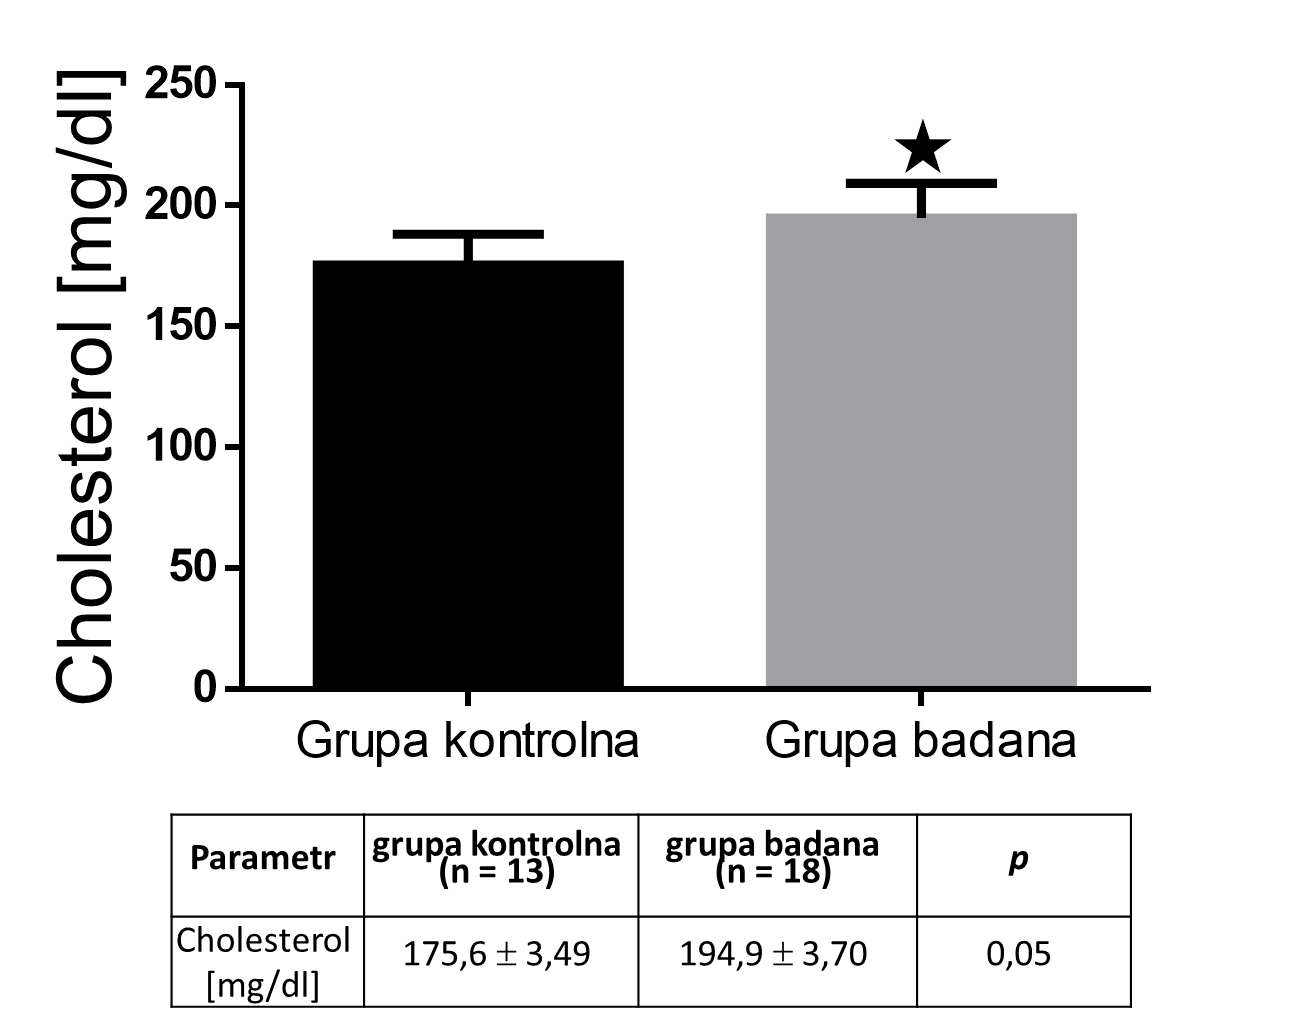 Cholesterol [mg/dl]
250
200
150
100
50
0
Grupa kontrolna
Grupa badana
Parametr
grupa kontrolna
(n = 13)
grupa badana
(n = 18)
p
Cholesterol
[mg/dl]
175,6 ± 3,49
194,9 ± 3,70
0,05